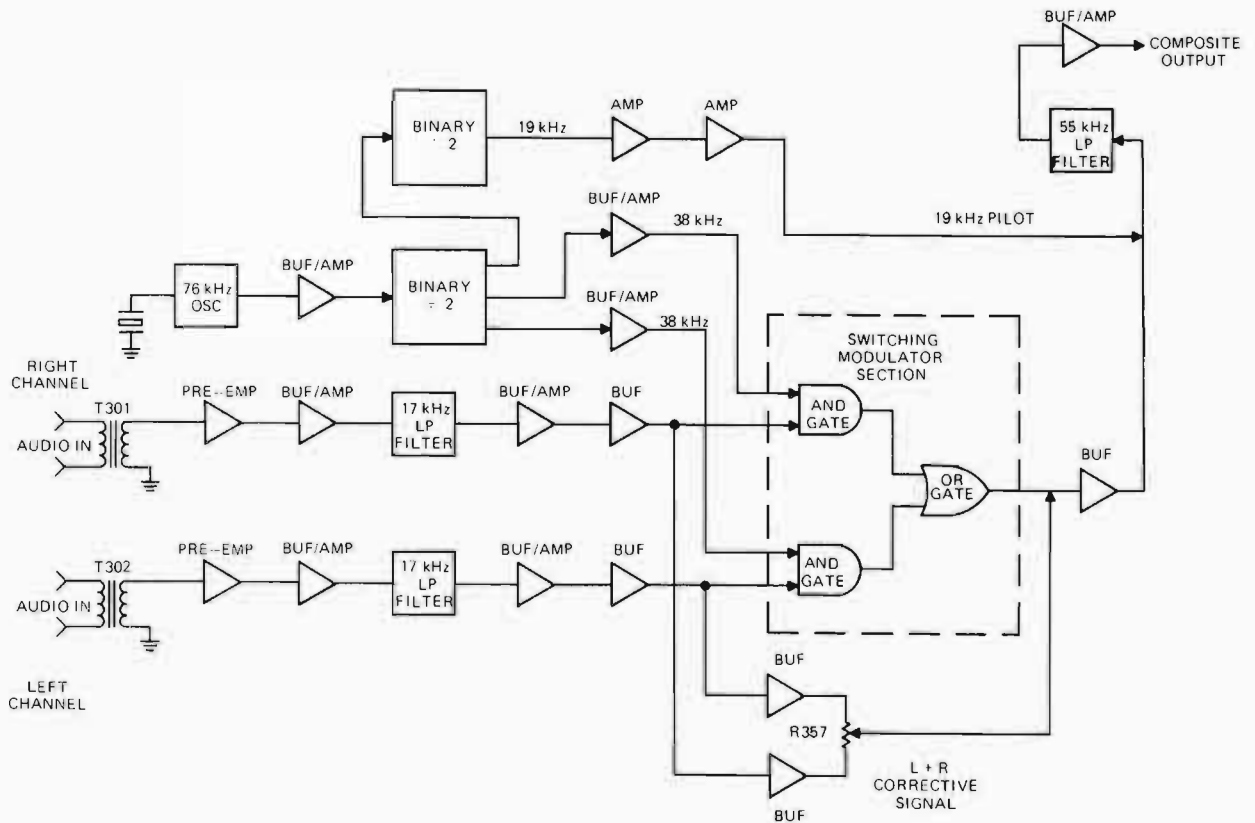 BUF/AMP
COMPOSITE
OUTPUT
55 kHz
LP
FILTER
BINARY
÷ 2
19 kHz
AMP
AMP
BUF/AMP
38 kHz
19 kHz PILOT
76 kHz
OSC
BUF/AMP
BINARY
÷ 2
BUF/AMP
38 kHz
SWITCHING
MODULATOR
SECTION
RIGHT
CHANNEL
T301
AUDIO IN
PRE-EMP
BUF/AMP
17 kHz
LP
FILTER
BUF/AMP
BUF
AND
GATE
OR
GATE
BUF
T302
AUDIO IN
PRE-EMP
BUF/AMP
17 kHz
LP
FILTER
BUF/AMP
BUF
AND
GATE
LEFT
CHANNEL
BUF
R357
BUF
L + R
CORRECTIVE
SIGNAL